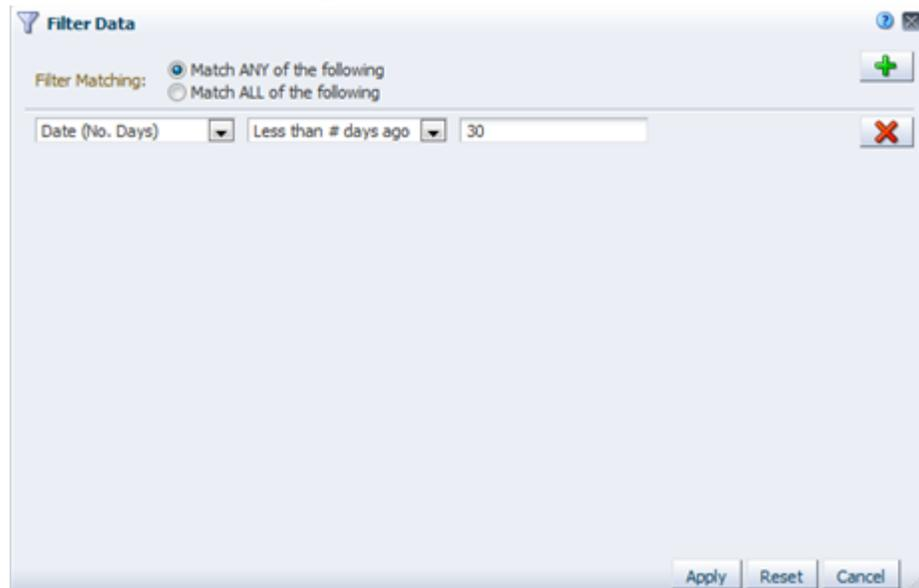 Filter Data
Filter Matching:
Match ANY of the following
Match ALL of the following
Date (No. Days) Less than # days ago 30
Apply Reset Cancel